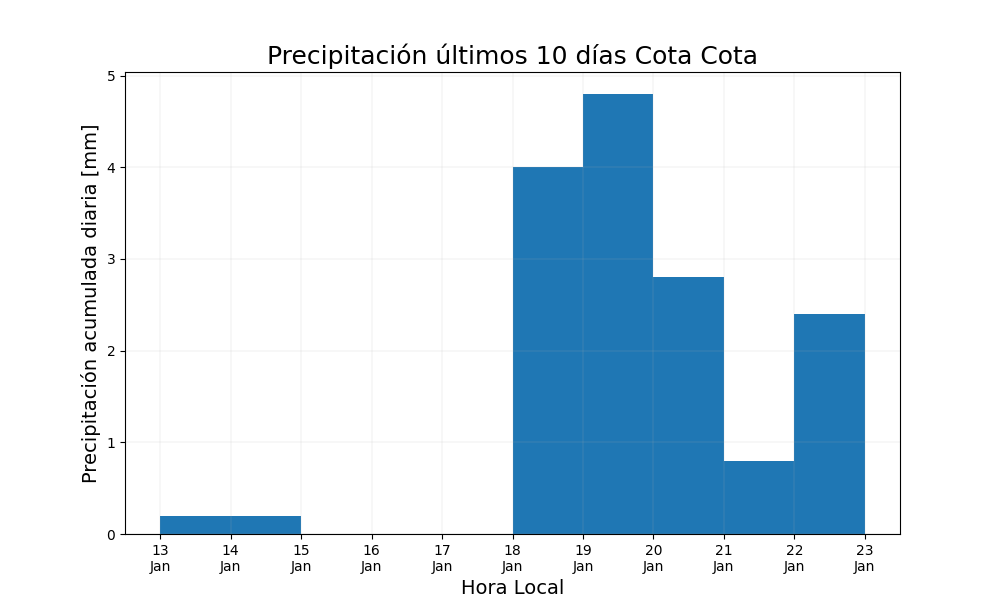 Precipitación últimos 10 días Cota Cota
Precipitación acumulada diaria [mm]
5
4
3
2
1
0
13 14 15 16 17 18 19 20 21 22 23
Jan Jan Jan Jan Jan Jan Jan Jan Jan Jan Jan
Hora Local